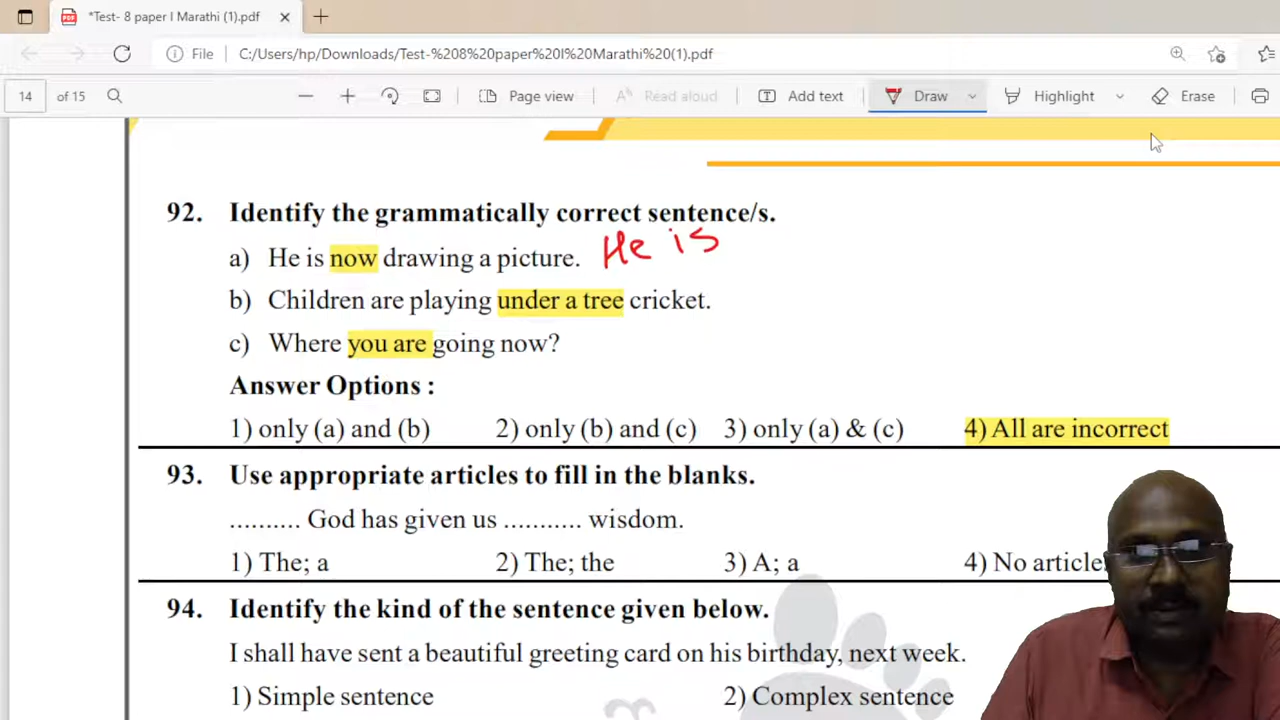 *Test- 8 paper I Marathi (1).pdf
File C:/Users/hp/Downloads/Test-%208%20paper%20I%20Marathi%20(1).pdf
14 of 15 Page view Read aloud Add text Draw Highlight Erase
92. Identify the grammatically correct sentence/s.
a) He is now drawing a picture. He is
b) Children are playing under a tree cricket.
c) Where you are going now?
Answer Options :
1) only (a) and (b) 2) only (b) and (c) 3) only (a) & (c) 4) All are incorrect
93. Use appropriate articles to fill in the blanks.
.......... God has given us ........... wisdom.
1) The; a 2) The; the 3) A; a 4) No article
94. Identify the kind of the sentence given below.
I shall have sent a beautiful greeting card on his birthday, next week.
1) Simple sentence 2) Complex sentence